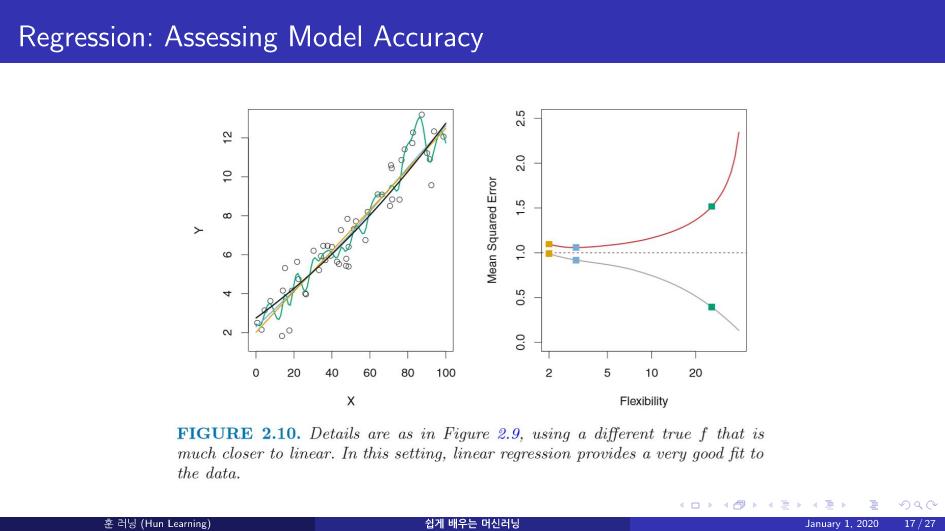 Regression: Assessing Model Accuracy
12
10
8
6
4
2
Y
0 20 40 60 80 100
X
2.5
2.0
1.5
1.0
0.5
0.0
Mean Squared Error
2 5 10 20
Flexibility
FIGURE 2.10. Details are as in Figure 2.9, using a different true f that is
much closer to linear. In this setting, linear regression provides a very good fit to
the data.
훈 러닝 (Hun Learning) 쉽게 배우는 머신러닝 January 1, 2020 17 / 27